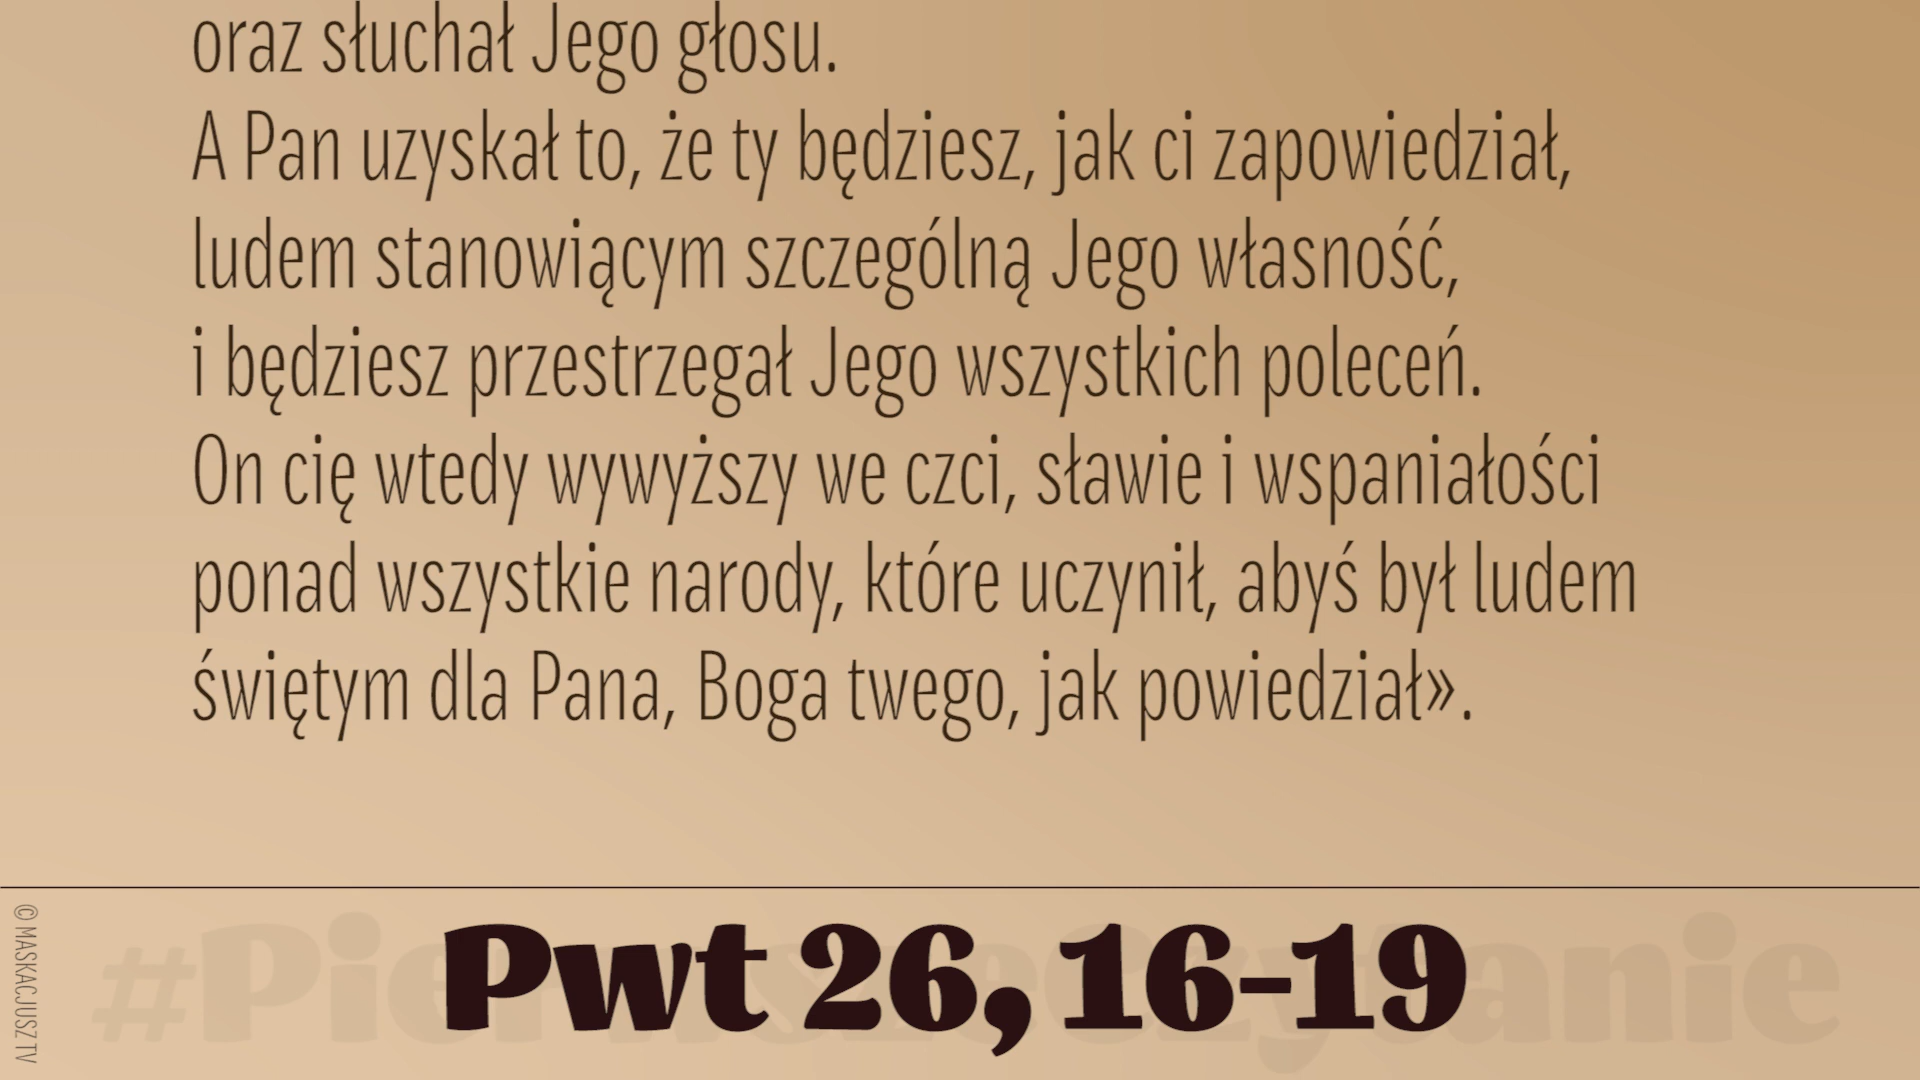 oraz słuchał Jego głosu.
A Pan uzyskał to, że ty będziesz, jak ci zapowiedział,
ludem stanowiącym szczególną Jego własność,
i będziesz przestrzegał Jego wszystkich poleceń.
On cię wtedy wywyższy we czci, sławie i wspaniałości
ponad wszystkie narody, które uczynił, abyś był ludem
świętym dla Pana, Boga twego, jak powiedział».
#PierwszeCzytanie
Pwt 26, 16-19
© MASKACJUSZ TV